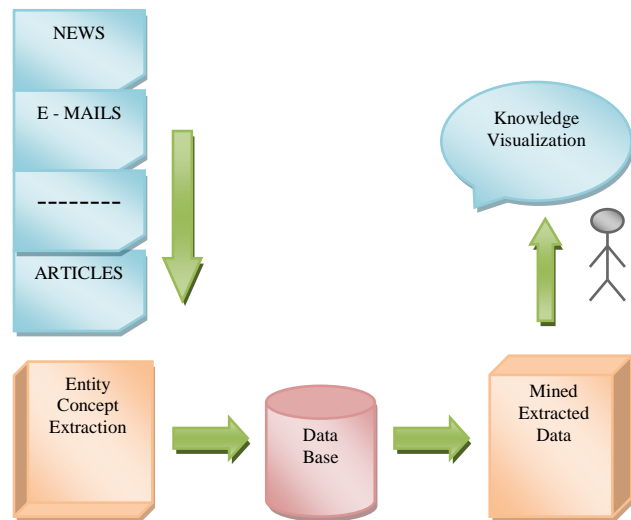 NEWS
E - MAILS
--------
ARTICLES
Knowledge
Visualization
Entity
Concept
Extraction
Data
Base
Mined
Extracted
Data